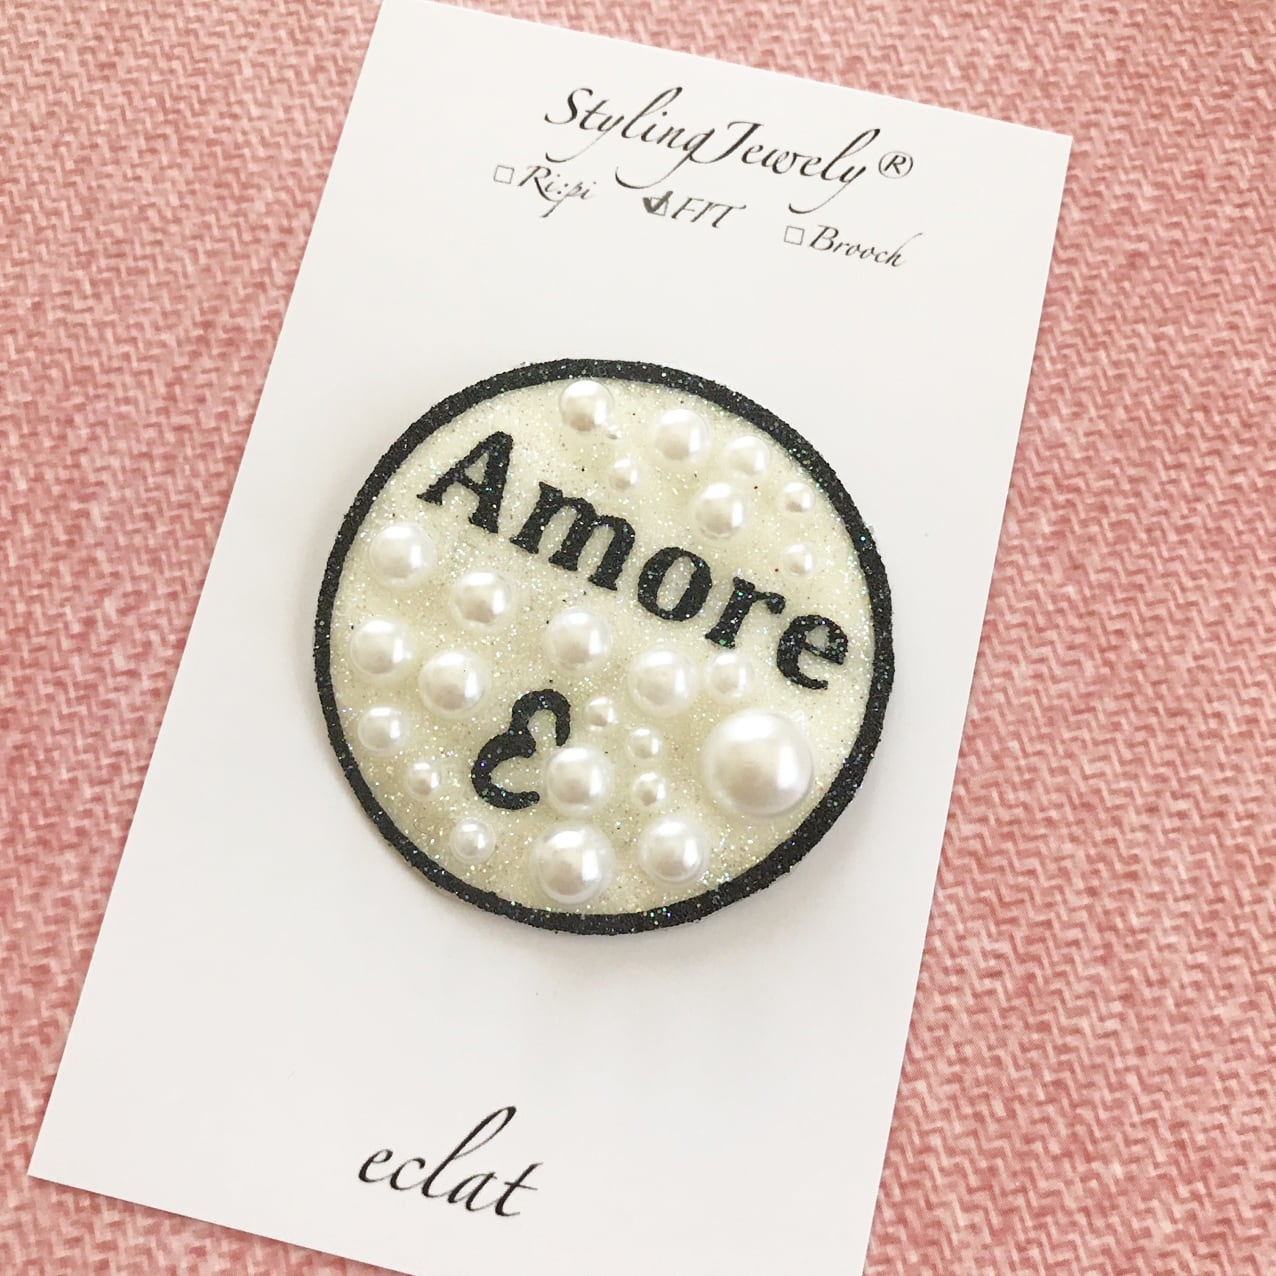 StylingJewely®
□Ri:pi ☑FIT □Brooch
Amore
ε
eclat